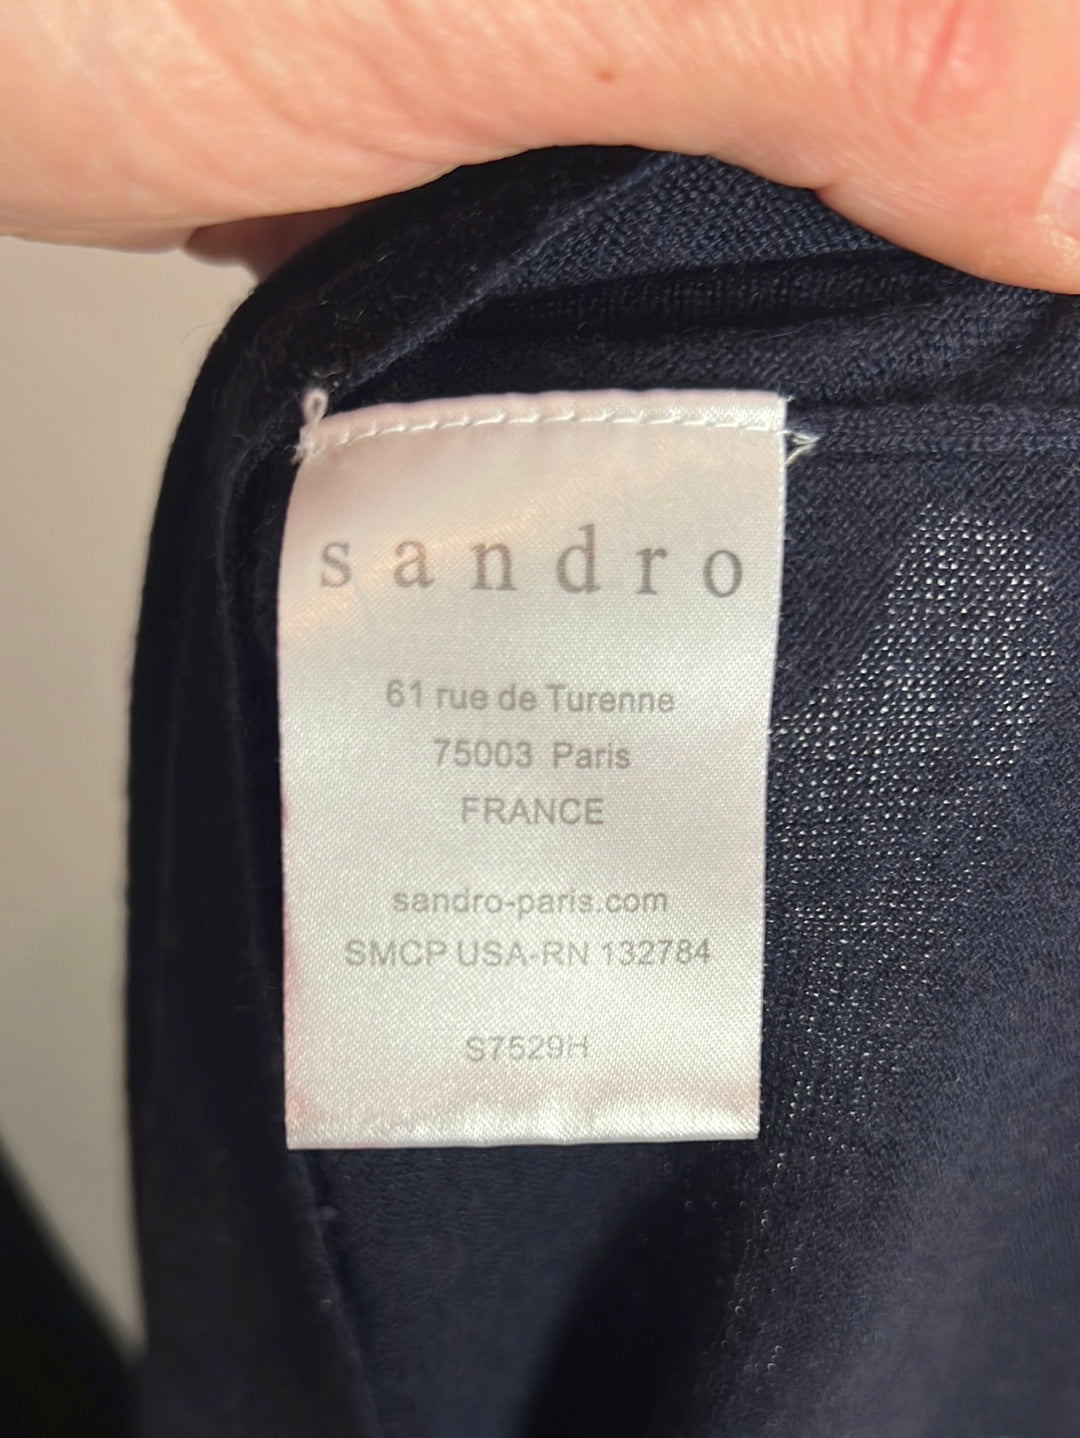 sandro
61 rue de Turenne
75003 Paris
FRANCE
sandro-paris.com
SMCP USA-RN 132784
S7529H